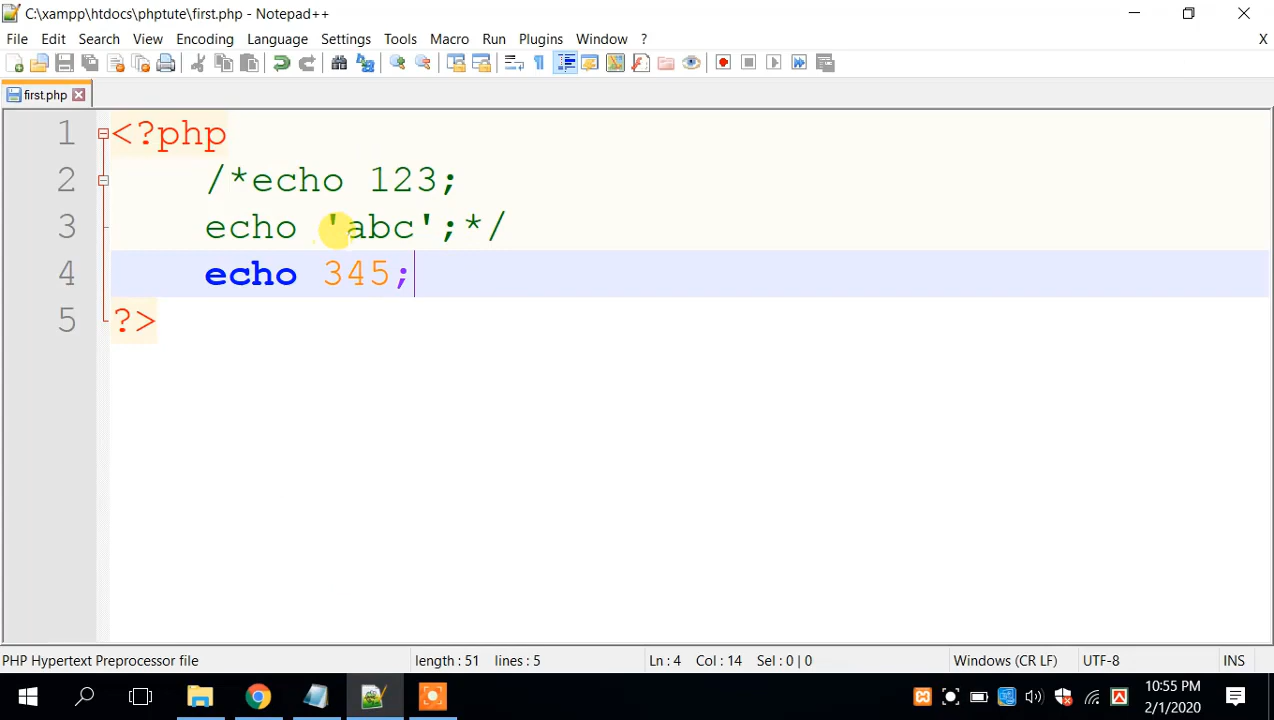 C:\xampp\htdocs\phptute\first.php - Notepad++
File Edit Search View Encoding Language Settings Tools Macro Run Plugins Window ? X
first.php
1 <?php
2 /*echo 123;
3 echo 'abc';*/
4 echo 345;
5 ?>
PHP Hypertext Preprocessor file length : 51 lines : 5 Ln : 4 Col : 14 Sel : 0 | 0 Windows (CR LF) UTF-8 INS
10:55 PM
2/1/2020